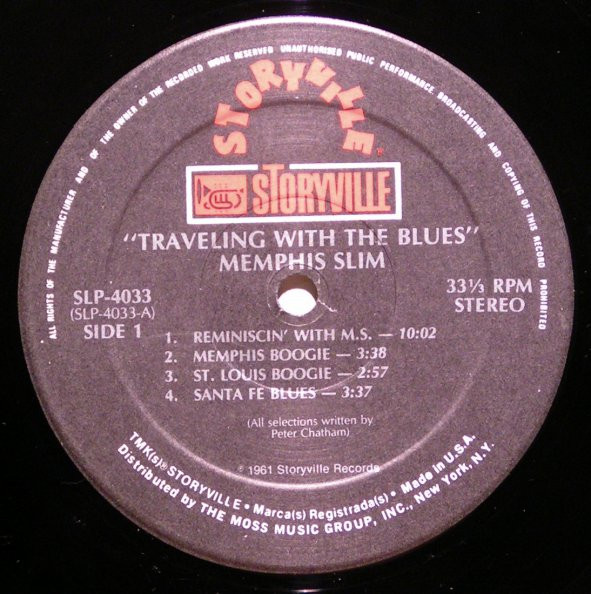 ALL RIGHTS OF THE MANUFACTURER AND OF THE OWNER OF THE RECORDED WORK RESERVED UNAUTHORISED PUBLIC PERFORMANCE BROADCASTING AND COPYING OF THIS RECORD PROHIBITED
STORYVILLE
STORYVILLE
"TRAVELING WITH THE BLUES"
MEMPHIS SLIM
SLP-4033
(SLP-4033-A)
SIDE 1
33 1/3 RPM
STEREO
1. REMINISCIN' WITH M.S. — 10:02
2. MEMPHIS BOOGIE — 3:38
3. ST. LOUIS BOOGIE — 2:57
4. SANTA FE BLUES — 3:37
(All selections written by
Peter Chatham)
℗ 1961 Storyville Records
TMK(s)® STORYVILLE • Marca(s) Registrada(s) • Made in U.S.A.
Distributed by THE MOSS MUSIC GROUP, INC., New York, N.Y.